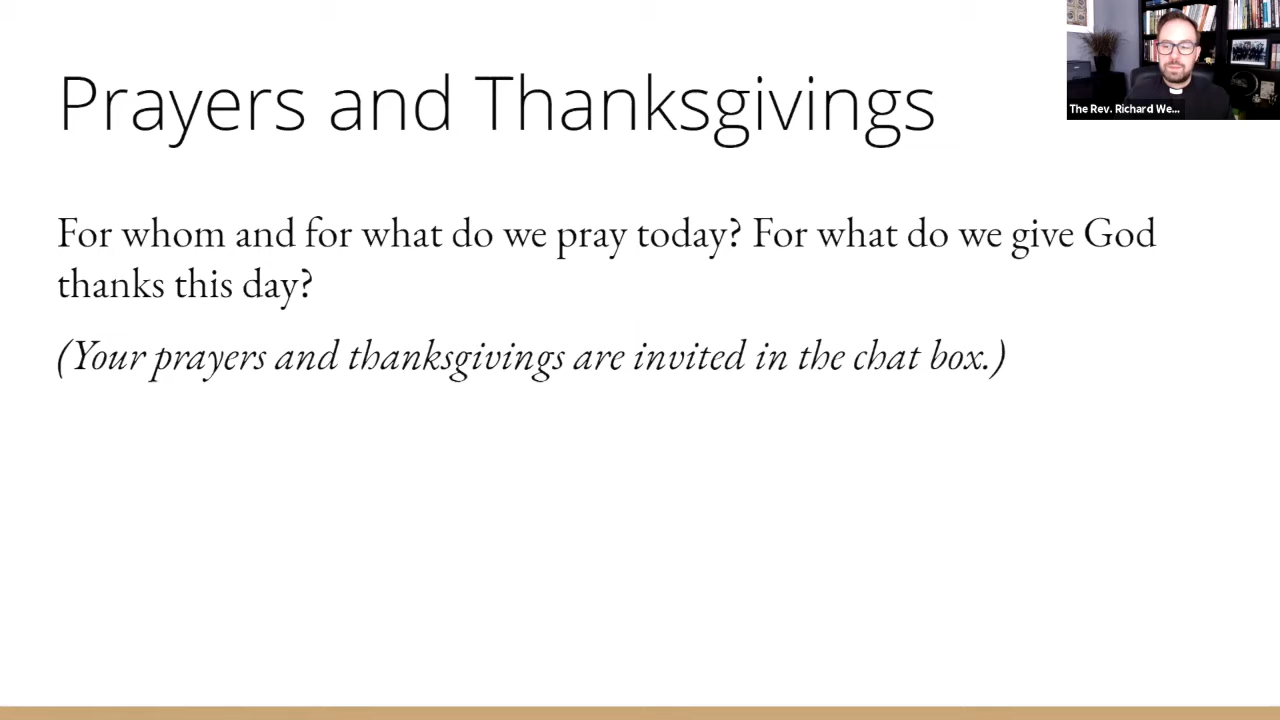 Prayers and Thanksgivings
The Rev. Richard We...
For whom and for what do we pray today? For what do we give God
thanks this day?
(Your prayers and thanksgivings are invited in the chat box.)